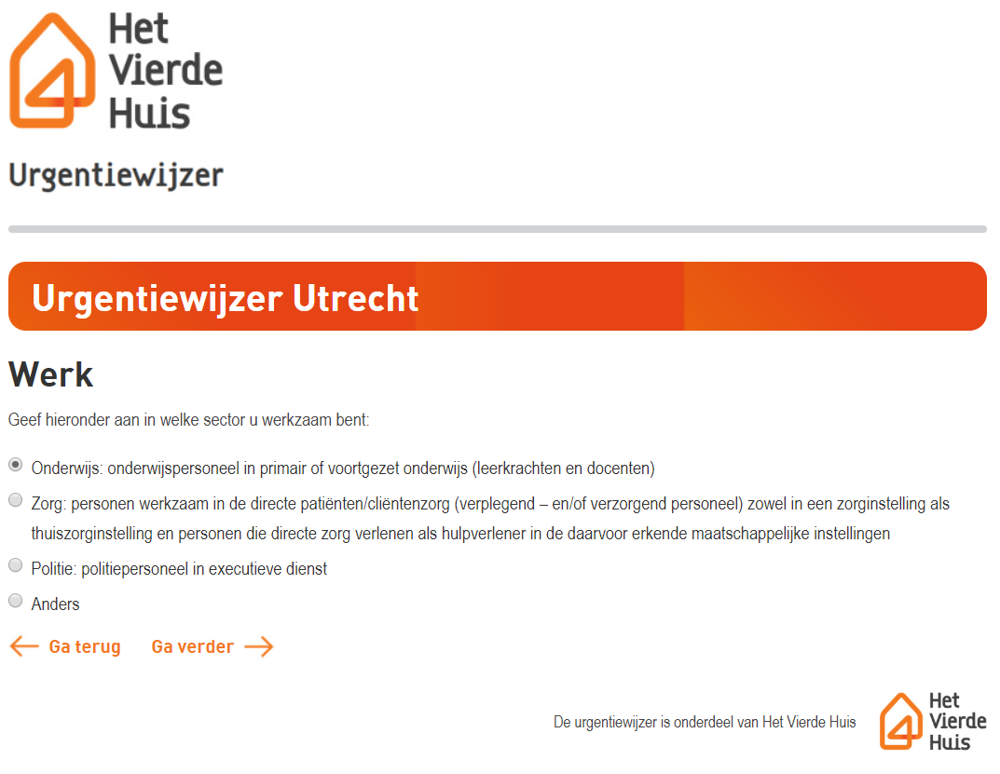 Het
Vierde
Huis
Urgentiewijzer
Urgentiewijzer Utrecht
Werk
Geef hieronder aan in welke sector u werkzaam bent:
Onderwijs: onderwijspersoneel in primair of voortgezet onderwijs (leerkrachten en docenten)
Zorg: personen werkzaam in de directe patiënten/cliëntenzorg (verplegend – en/of verzorgend personeel) zowel in een zorginstelling als
thuiszorginstelling en personen die directe zorg verlenen als hulpverlener in de daarvoor erkende maatschappelijke instellingen
Politie: politiepersoneel in executieve dienst
Anders
Ga terug Ga verder
De urgentiewijzer is onderdeel van Het Vierde Huis
Het
Vierde
Huis